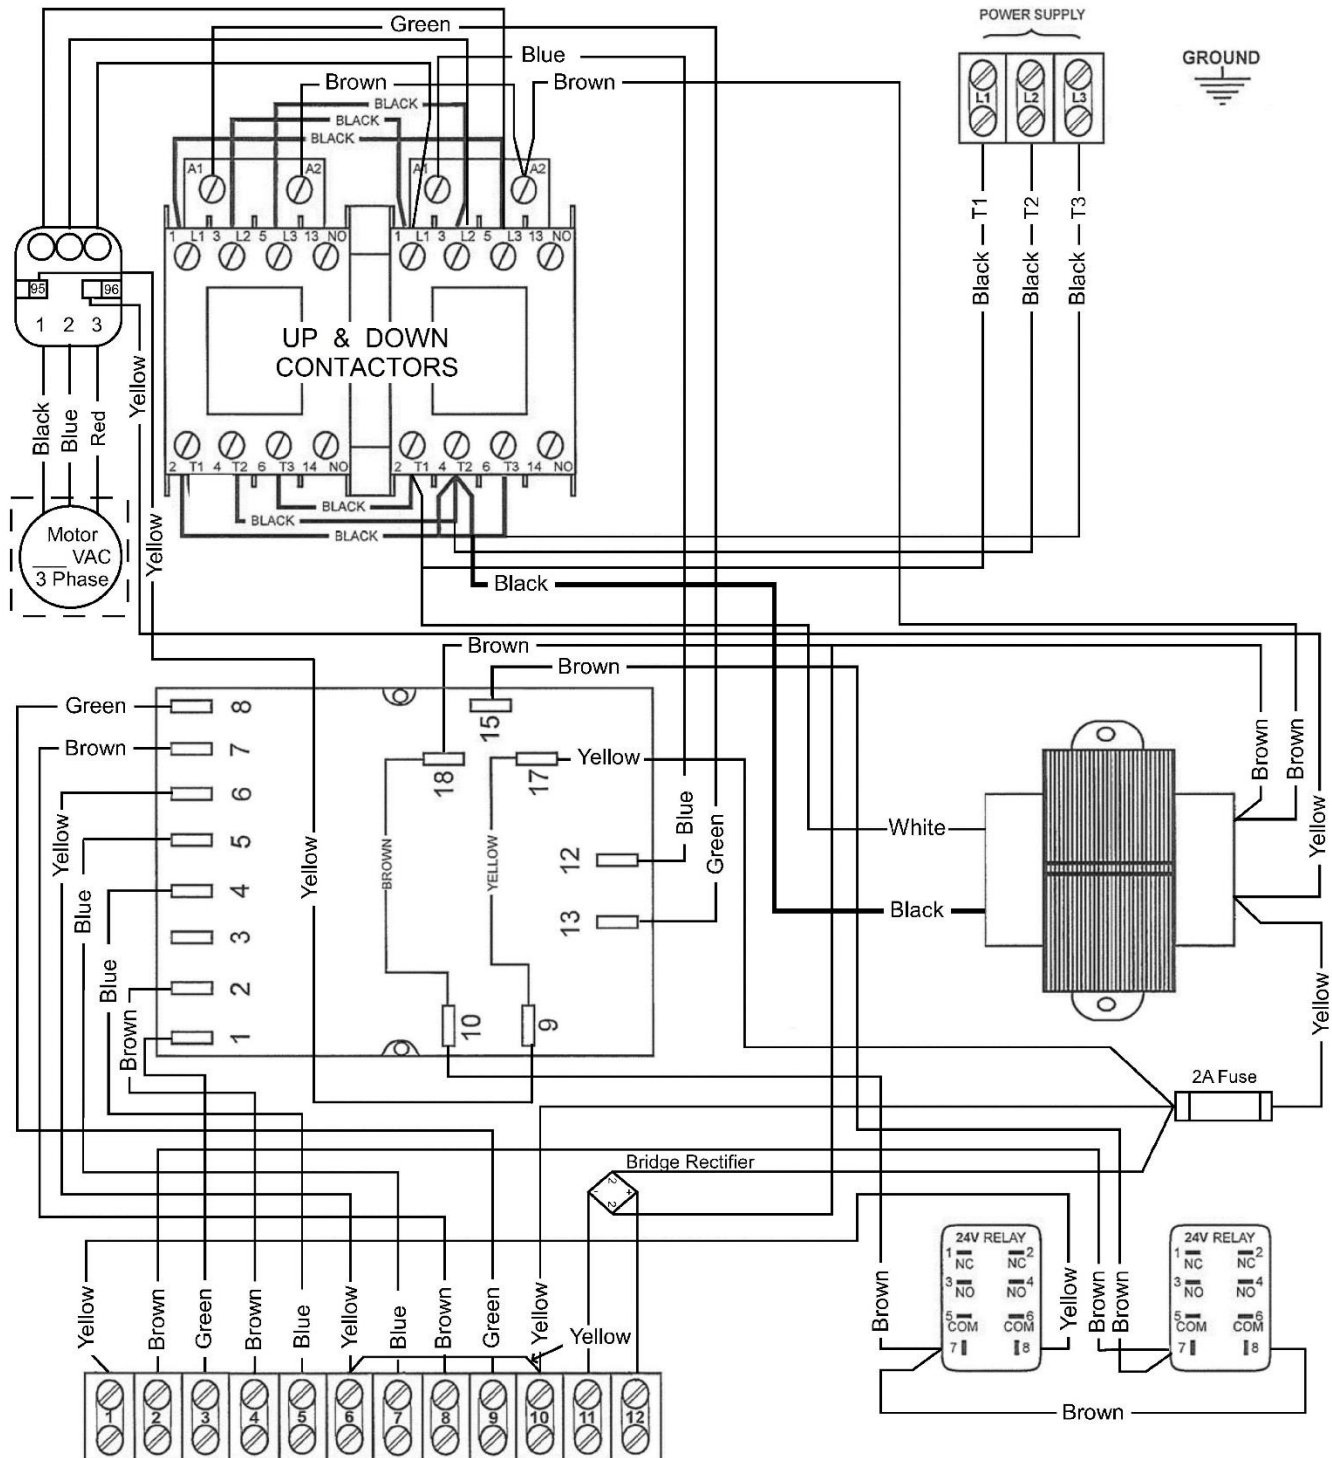 POWER SUPPLY
Green
GROUND
Blue
Brown
Brown
BLACK
L1 L2 L3
BLACK
BLACK
A1 A2 A1 A2
T1 T2 T3
1 L1 3 L2 5 L3 13 NO 1 L1 3 L2 5 L3 13 NO
95 96
Black Black Black
1 2 3
UP & DOWN
CONTACTORS
Yellow
Black Blue Red
2 T1 4 T2 6 T3 14 NO 2 T1 4 T2 6 T3 14 NO
BLACK
BLACK
BLACK
Motor
___ VAC
3 Phase
Yellow
Black
Brown
Brown
Green 8
15
Brown 7
18
17 Yellow
Brown Brown
6
Yellow
5
Blue
4
3
Blue
2
Brown
1
Yellow
BROWN YELLOW
12
13
Blue Green
White
Black
Yellow
Yellow
10 9
2A Fuse
Bridge Rectifier
2
- +
2
24V RELAY 24V RELAY
1 NC 2 NC 1 NC 2 NC
3 NO 4 NO 3 NO 4 NO
5 COM 6 COM 5 COM 6 COM
7 8 7 8
Brown Yellow Brown Brown
Yellow Brown Green Brown Blue Yellow Blue Brown Green Yellow Yellow
Brown
1 2 3 4 5 6 7 8 9 10 11 12